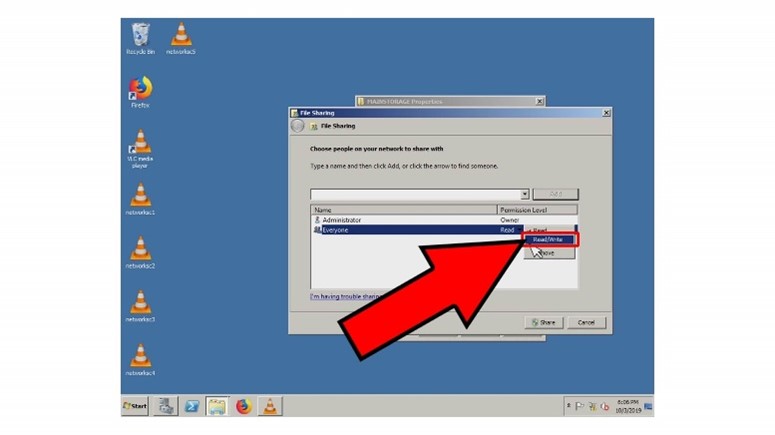 Recycle Bin
networkac5
Firefox
VLC media
player
networkac1
networkac2
networkac3
networkac4
MAINSTORAGE Properties
File Sharing
File Sharing
Choose people on your network to share with
Type a name and then click Add, or click the arrow to find someone.
Add
Name Permission Level
Administrator Owner
Everyone Read
Read
Read/Write
I'm having trouble sharing
Share Cancel
Start
6:06 PM
10/3/2019